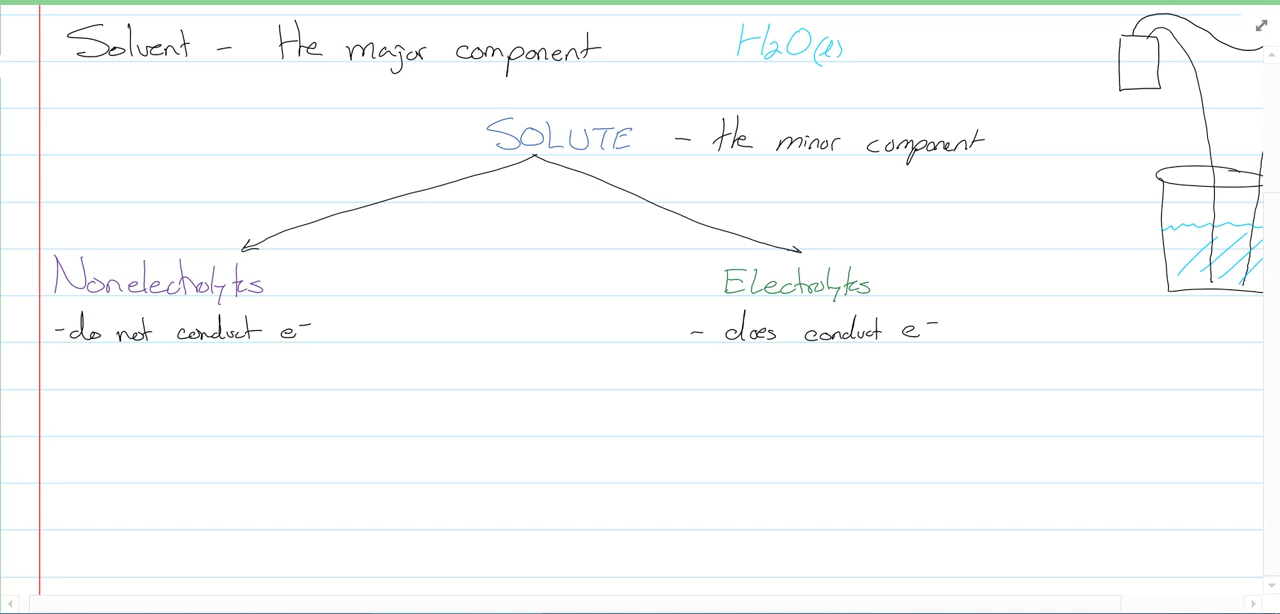 Solvent - the major component H2O(l)
SOLUTE - the minor component
Nonelectrolytes Electrolytes
- do not conduct e⁻ - does conduct e⁻